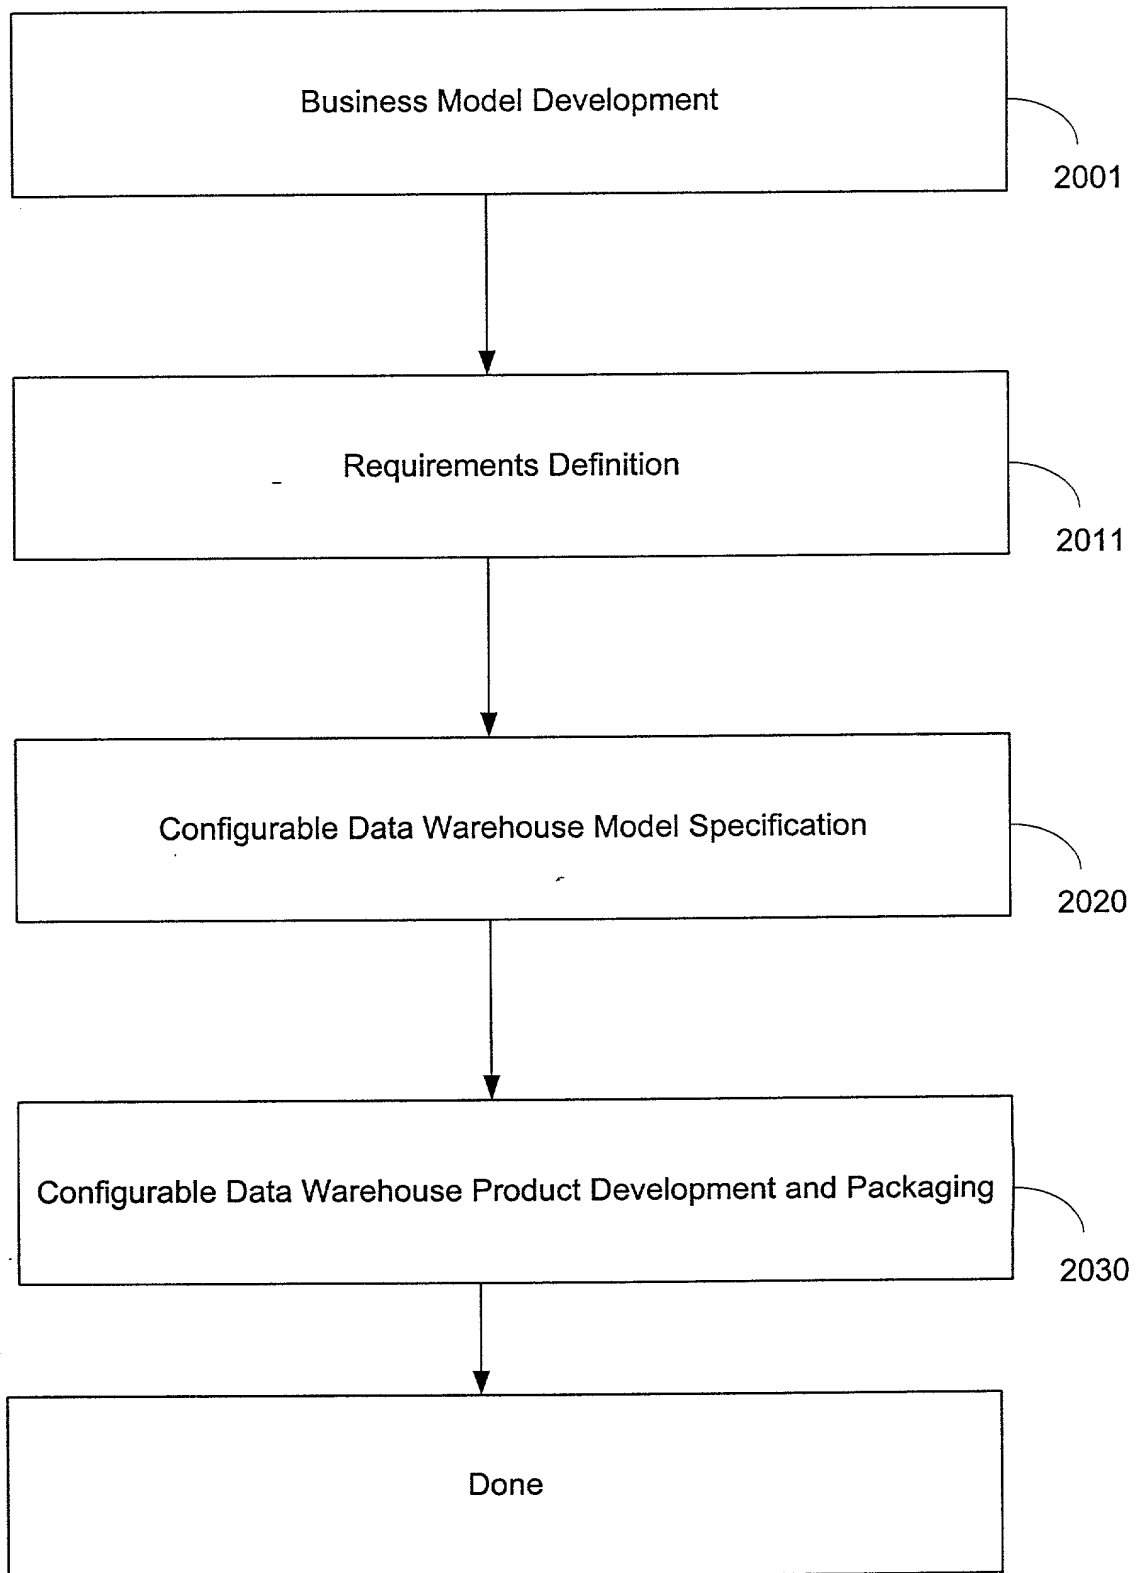 Business Model Development
2001
Requirements Definition
2011
Configurable Data Warehouse Model Specification
2020
Configurable Data Warehouse Product Development and Packaging
2030
Done